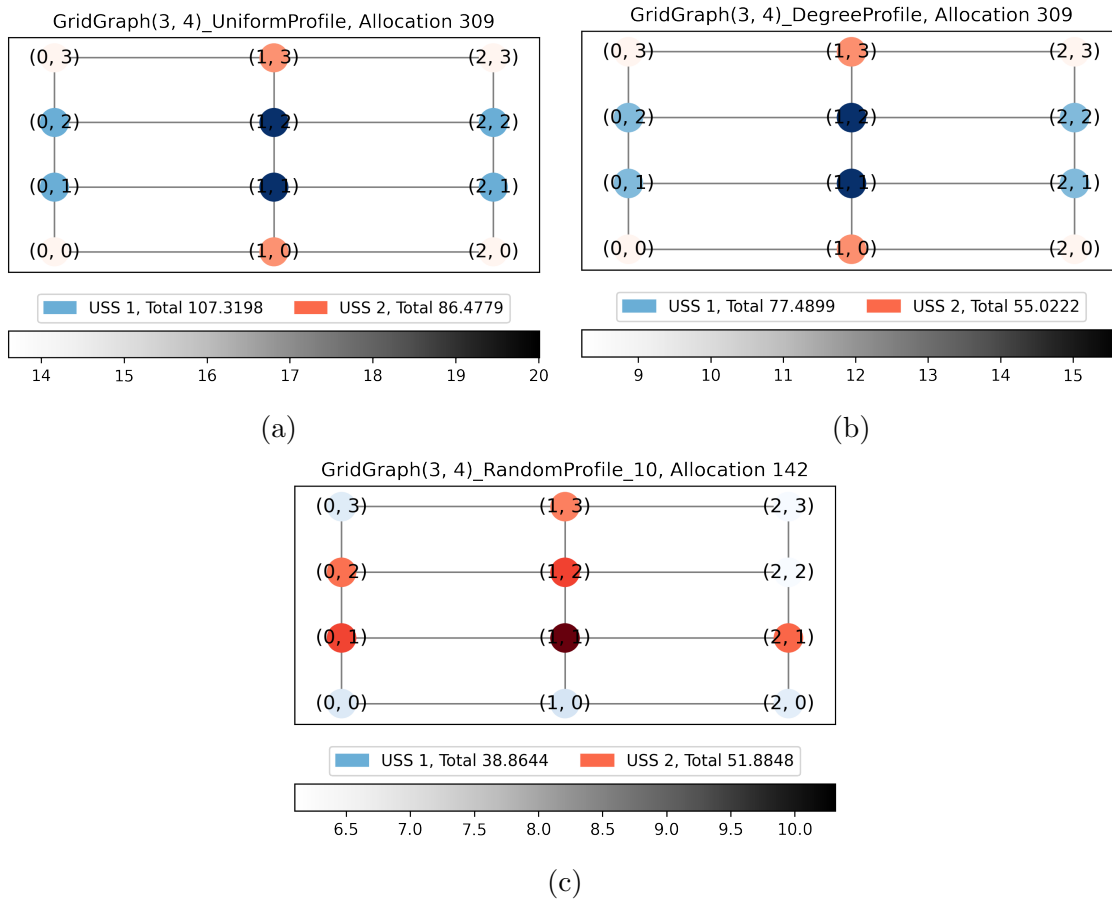 GridGraph(3, 4)_UniformProfile, Allocation 309
(0, 3) (1, 3) (2, 3)
(0, 2) (1, 2) (2, 2)
(0, 1) (1, 1) (2, 1)
(0, 0) (1, 0) (2, 0)
USS 1, Total 107.3198 USS 2, Total 86.4779
14 15 16 17 18 19 20
(a)
GridGraph(3, 4)_DegreeProfile, Allocation 309
(0, 3) (1, 3) (2, 3)
(0, 2) (1, 2) (2, 2)
(0, 1) (1, 1) (2, 1)
(0, 0) (1, 0) (2, 0)
USS 1, Total 77.4899 USS 2, Total 55.0222
9 10 11 12 13 14 15
(b)
GridGraph(3, 4)_RandomProfile_10, Allocation 142
(0, 3) (1, 3) (2, 3)
(0, 2) (1, 2) (2, 2)
(0, 1) (1, 1) (2, 1)
(0, 0) (1, 0) (2, 0)
USS 1, Total 38.8644 USS 2, Total 51.8848
6.5 7.0 7.5 8.0 8.5 9.0 9.5 10.0
(c)